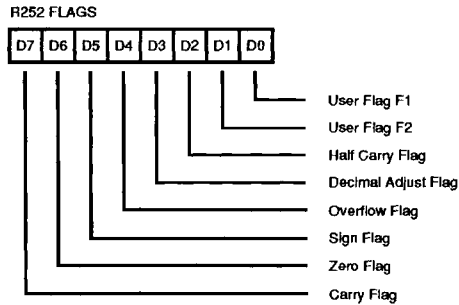 R252 FLAGS
D7 D6 D5 D4 D3 D2 D1 D0
User Flag F1
User Flag F2
Half Carry Flag
Decimal Adjust Flag
Overflow Flag
Sign Flag
Zero Flag
Carry Flag